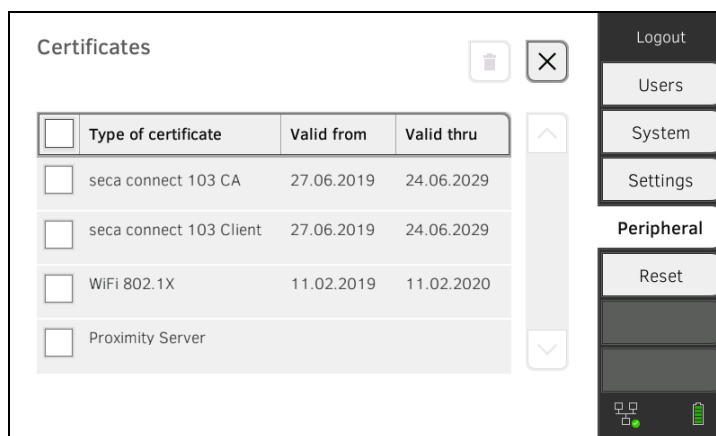 Certificates
Logout
Users
System
Settings
Peripheral
Reset
Type of certificate Valid from Valid thru
seca connect 103 CA 27.06.2019 24.06.2029
seca connect 103 Client 27.06.2019 24.06.2029
WiFi 802.1X 11.02.2019 11.02.2020
Proximity Server